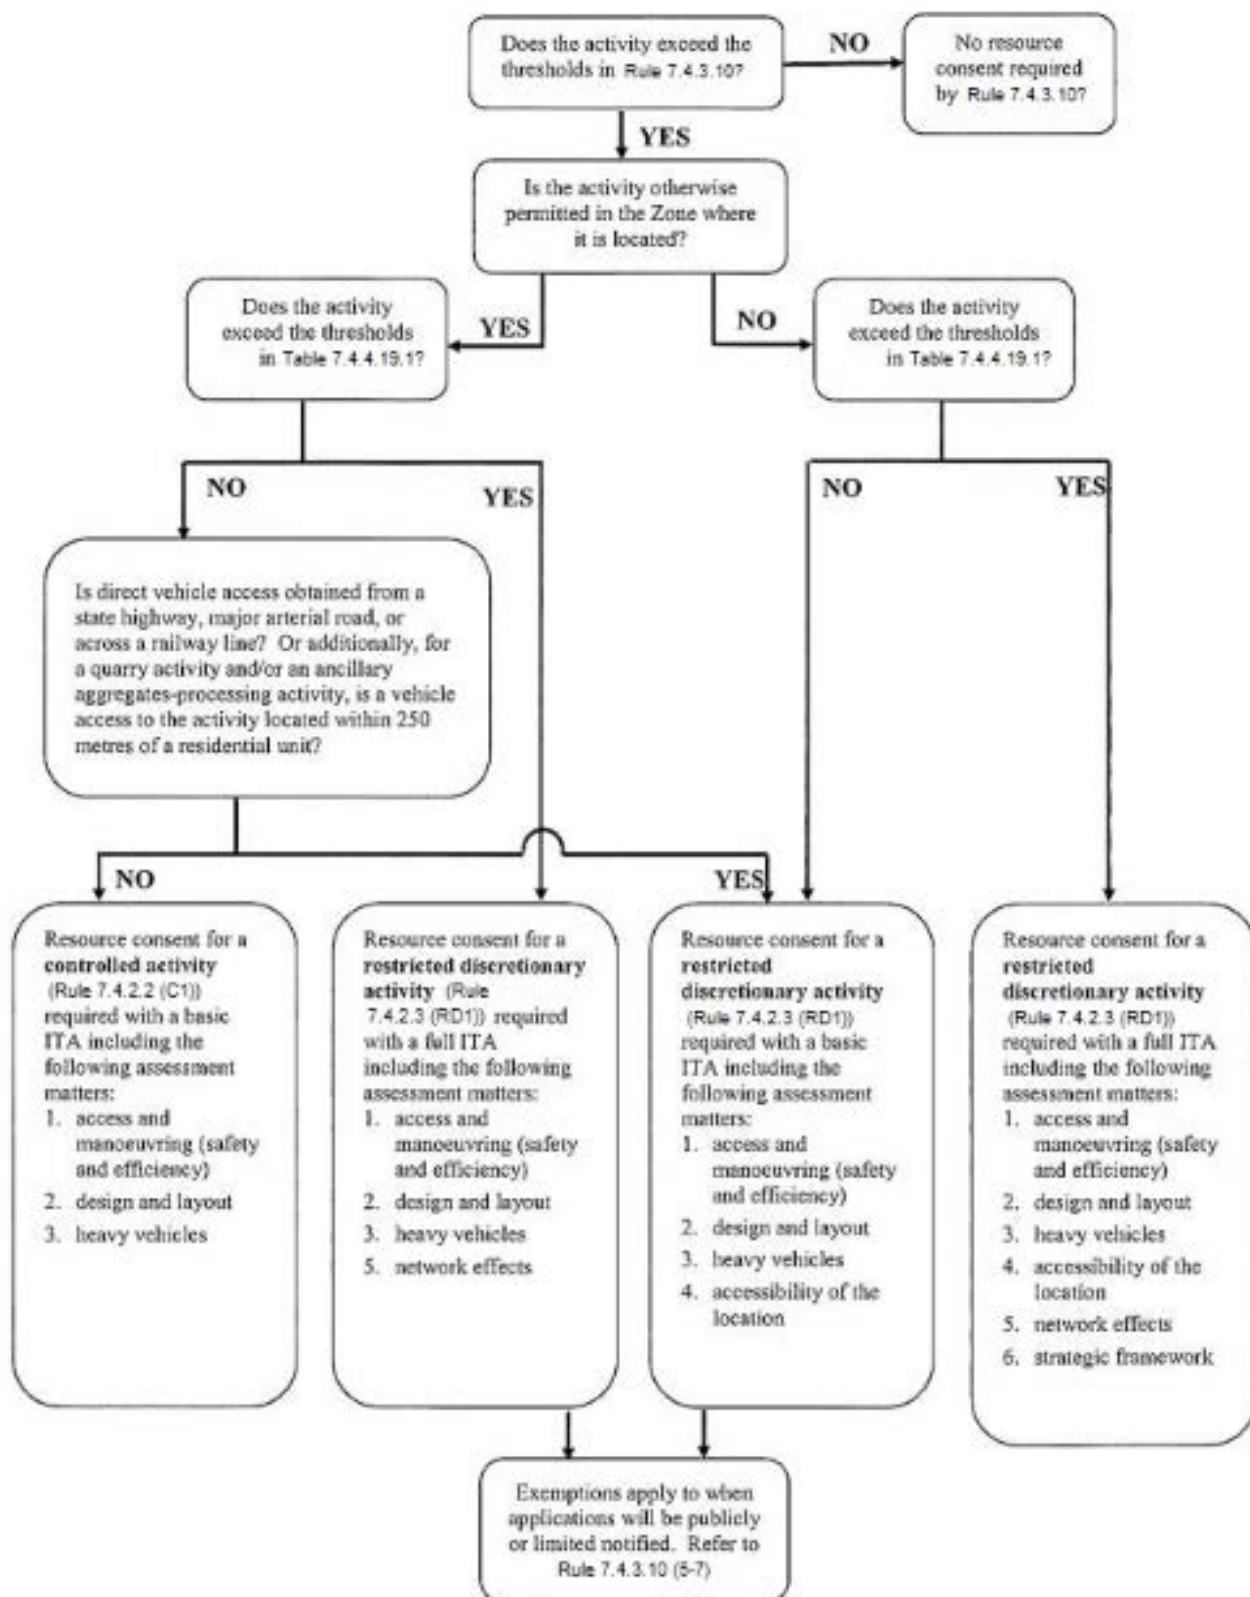 Does the activity exceed the
thresholds in Rule 7.4.3.10?
NO
No resource
consent required
by Rule 7.4.3.10?
YES
Is the activity otherwise
permitted in the Zone where
it is located?
Does the activity
exceed the thresholds
in Table 7.4.4.19.1?
YES
NO
Does the activity
exceed the thresholds
in Table 7.4.4.19.1?
NO
YES
NO
YES
Is direct vehicle access obtained from a
state highway, major arterial road, or
across a railway line? Or additionally, for
a quarry activity and/or an ancillary
aggregates-processing activity, is a vehicle
access to the activity located within 250
metres of a residential unit?
NO
YES
Resource consent for a
controlled activity
(Rule 7.4.2.2 (C1))
required with a basic
ITA including the
following assessment
matters:
1. access and
manoeuvring (safety
and efficiency)
2. design and layout
3. heavy vehicles
Resource consent for a
restricted discretionary
activity (Rule
7.4.2.3 (RD1)) required
with a full ITA
including the following
assessment matters:
1. access and
manoeuvring (safety
and efficiency)
2. design and layout
3. heavy vehicles
5. network effects
Resource consent for a
restricted
discretionary activity
(Rule 7.4.2.3 (RD1))
required with a basic
ITA including the
following assessment
matters:
1. access and
manoeuvring (safety
and efficiency)
2. design and layout
3. heavy vehicles
4. accessibility of the
location
Resource consent for a
restricted
discretionary activity
(Rule 7.4.2.3 (RD1))
required with a full ITA
including the following
assessment matters:
1. access and
manoeuvring (safety
and efficiency)
2. design and layout
3. heavy vehicles
4. accessibility of the
location
5. network effects
6. strategic framework
Exemptions apply to when
applications will be publicly
or limited notified. Refer to
Rule 7.4.3.10 (5-7)